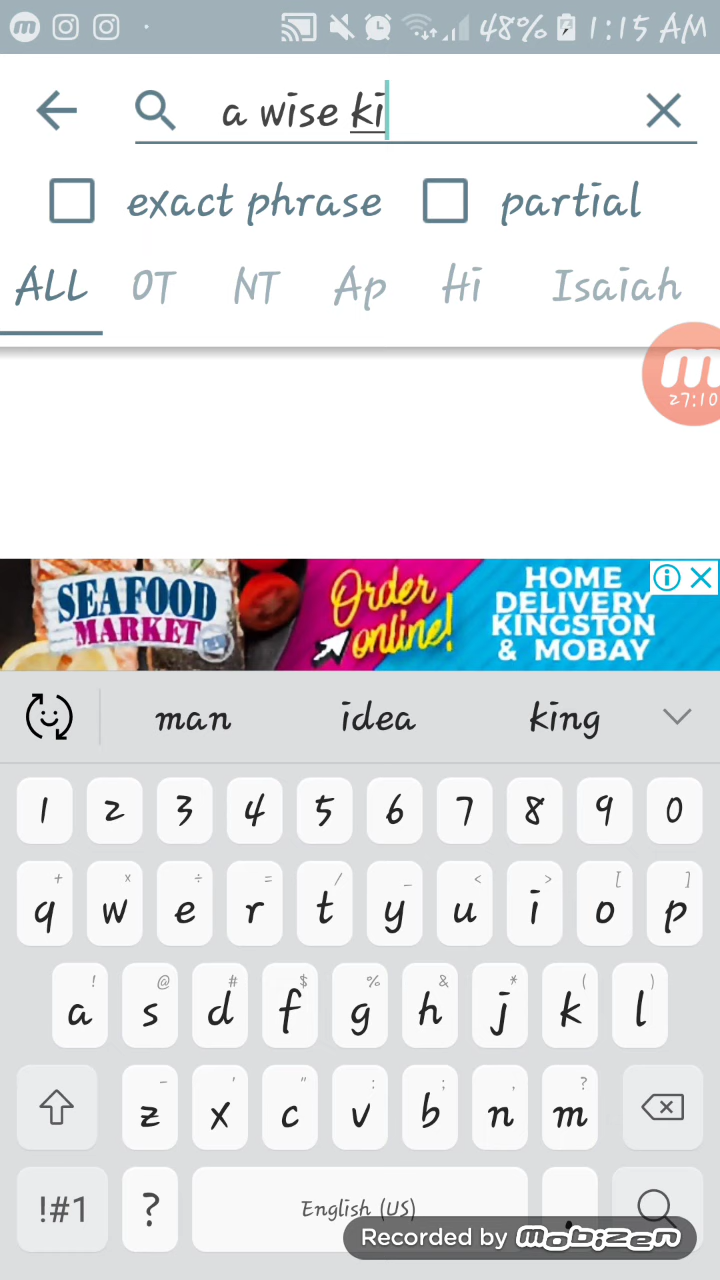 48% 1:15 AM
a wise ki
exact phrase partial
ALL OT NT Ap Hi Isaiah
27:10
SEAFOOD
MARKET
Order
online!
HOME
DELIVERY
KINGSTON
& MOBAY
man idea king
1 2 3 4 5 6 7 8 9 0
+ × ÷ = / _ < > [ ]
q w e r t y u i o p
! @ # $ % & * ( )
a s d f g h j k l
- ' " : ; , ?
z x c v b n m
!#1 ? English (US) .
Recorded by mobizen